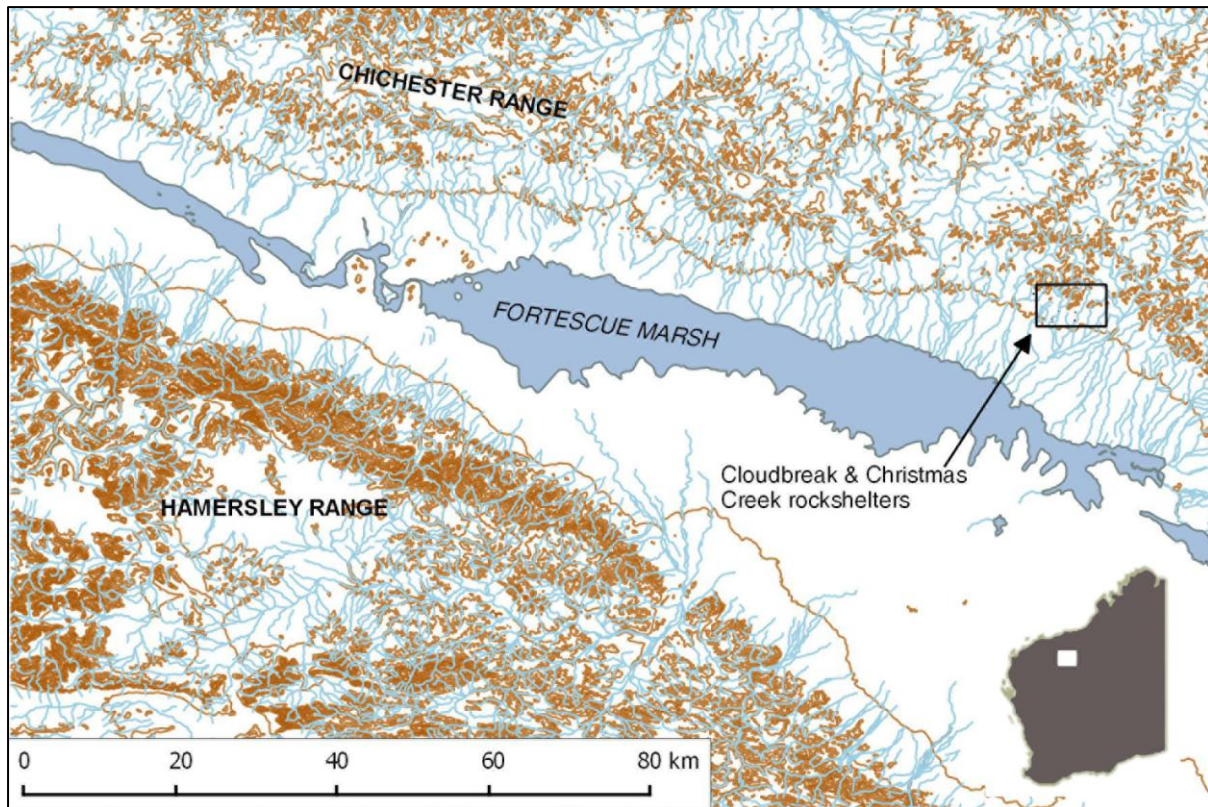 CHICHESTER RANGE
FORTESCUE MARSH
Cloudbreak & Christmas
Creek rockshelters
HAMERSLEY RANGE
0 20 40 60 80 km